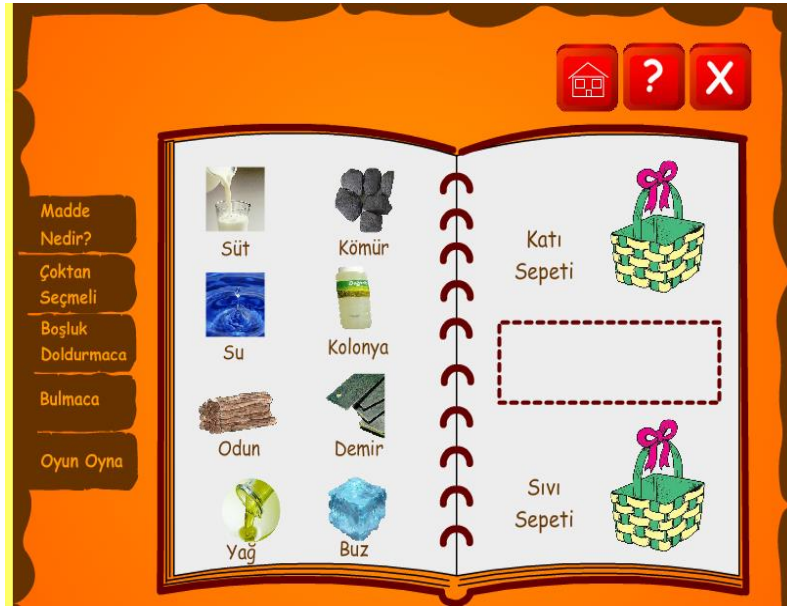 ?
X
Madde
Nedir?
Çoktan
Seçmeli
Boşluk
Doldurmaca
Bulmaca
Oyun Oyna
Süt
Kömür
Su
Kolonya
Odun
Demir
Yağ
Buz
Katı
Sepeti
Sıvı
Sepeti